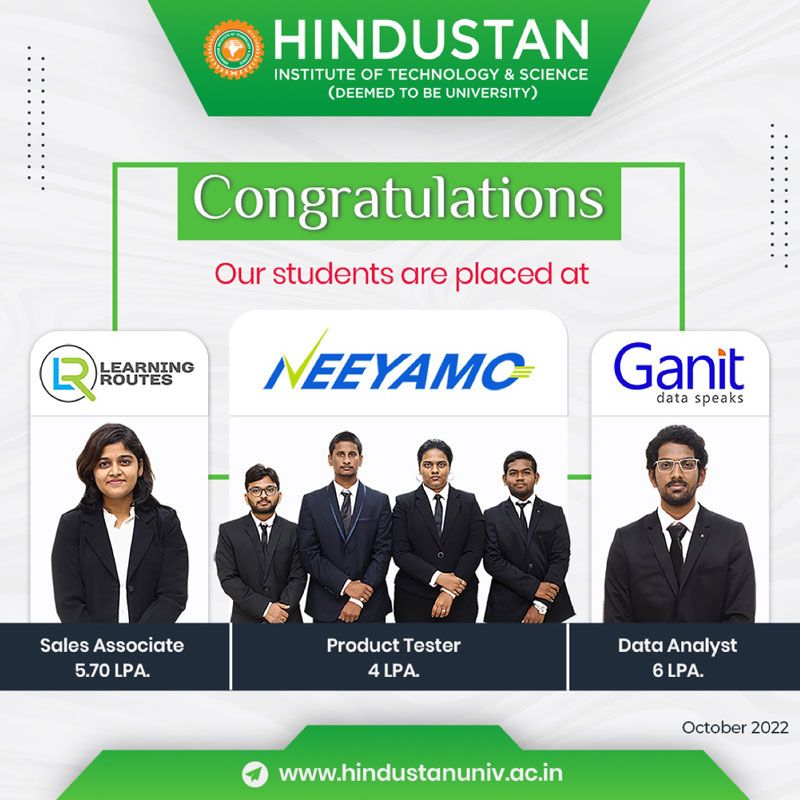 HINDUSTAN
INSTITUTE OF TECHNOLOGY & SCIENCE
(DEEMED TO BE UNIVERSITY)
Congratulations
Our students are placed at
LR LEARNING
ROUTES
NEEYAMO
Ganit
data speaks
Sales Associate
5.70 LPA.
Product Tester
4 LPA.
Data Analyst
6 LPA.
October 2022
www.hindustanuniv.ac.in